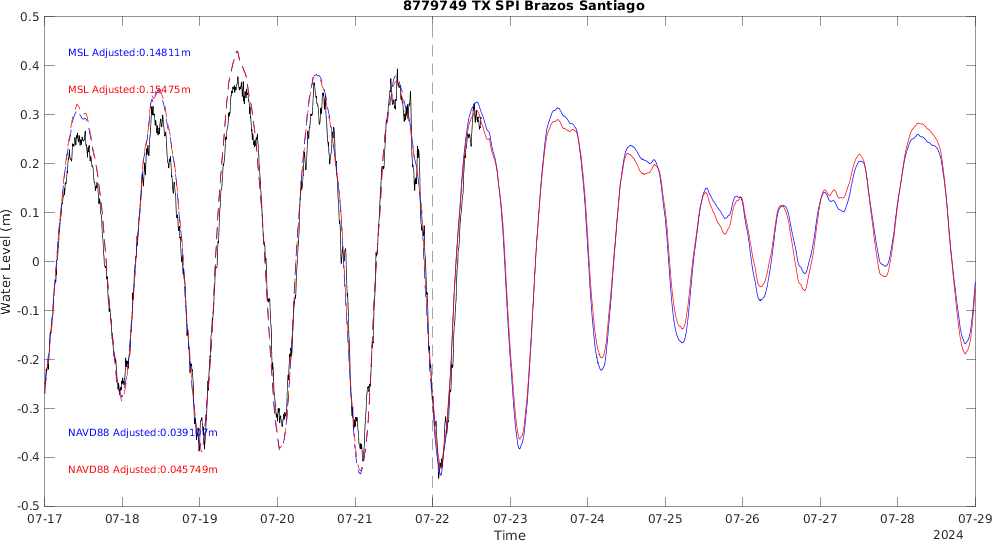 8779749 TX SPI Brazos Santiago
0.5
0.4
0.3
0.2
0.1
0
-0.1
-0.2
-0.3
-0.4
-0.5
Water Level (m)
MSL Adjusted:0.14811m
MSL Adjusted:0.15475m
NAVD88 Adjusted:
NAVD88 Adjusted:0.045749m
07-17 07-18 07-19 07-20 07-21 07-22 07-23 07-24 07-25 07-26 07-27 07-28 07-29
Time
2024